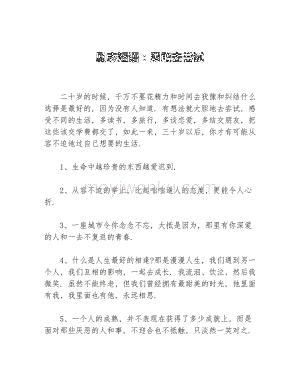 励志短语：勇敢去尝试
二十岁的时候，千万不要花精力和时间去犹豫和纠结什么
选择是最好的，因为没有人知道. 有想法就大胆地去尝试，感
受不同的生活，多读书，多旅行，多谈恋爱，多结交朋友，把
这些该交学费都交了，如此一来，三十岁以后，你才有可能从
容不迫地过自己想要的生活.
1、生命中越珍贵的东西越爱迟到.
2、从容不迫的举止，比起咄咄逼人的态度，更能令人心
折.
3、一座城市令你念念不忘，大抵是因为，那里有你深爱
的人和一去不复返的青春.
4、什么是人生最好的相逢?那是漫漫人生，我们遇到另一
个人，我们互相的影响，一起去成长、我流泪，饮泣，然后我
微笑. 虽然不能终老，但我们曾经拥有最甜美的时光，他里面
有我，我里面也有他，永远相思.
5、一个人的成熟，并不表现在获得了多少成就上，而是
面对那些厌恶的人和事，不迎合也不抵触，只淡然一笑对之.